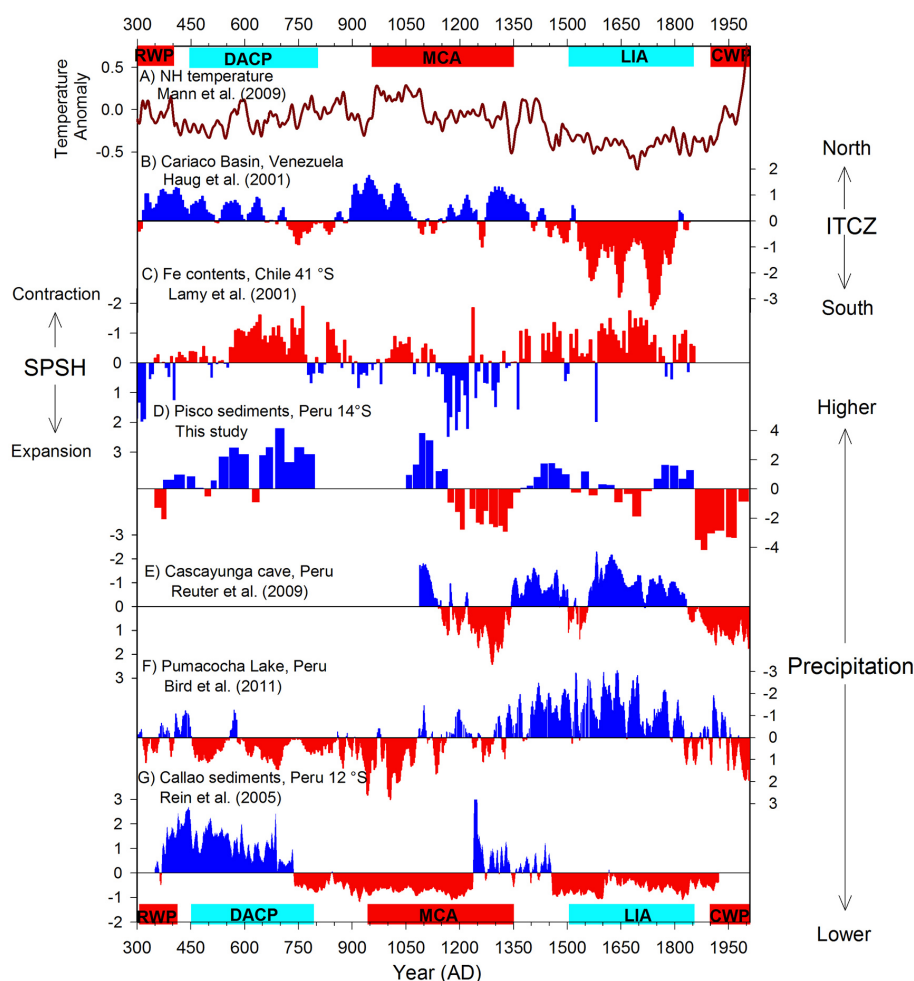 300 450 600 750 900 1050 1200 1350 1500 1650 1800 1950
RWP DACP MCA LIA CWP
A) NH temperature
Mann et al. (2009)
Temperature
Anomaly
0.5
0.0
-0.5
B) Cariaco Basin, Venezuela
Haug et al. (2001)
2
1
0
-1
-2
-3
North
ITCZ
South
C) Fe contents, Chile 41 °S
Lamy et al. (2001)
Contraction
SPSH
Expansion
-2
-1
0
1
2
3
D) Pisco sediments, Peru 14°S
This study
4
2
0
-2
-4
Higher
Precipitation
Lower
E) Cascayunga cave, Peru
Reuter et al. (2009)
-3
-2
-1
0
1
2
3
F) Pumacocha Lake, Peru
Bird et al. (2011)
-3
-2
-1
0
1
2
3
G) Callao sediments, Peru 12 °S
Rein et al. (2005)
3
2
1
0
-1
-2
RWP DACP MCA LIA CWP
300 450 600 750 900 1050 1200 1350 1500 1650 1800 1950
Year (AD)